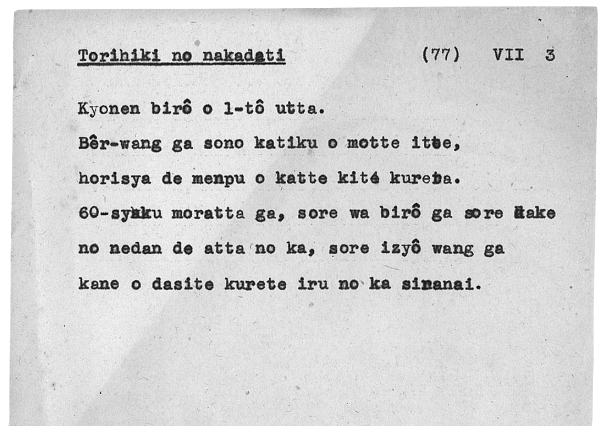 Torihiki no nakadati (77) VII 3
Kyonen birô o 1-tô utta.
Bêr-wang ga sono katiku o motte itte,
horisya de menpu o katte kité kureta.
60-syaku moratta ga, sore wa birô ga sore dake
no nedan de atta no ka, sore izyô wang ga
kane o dasite kurete iru no ka siranai.